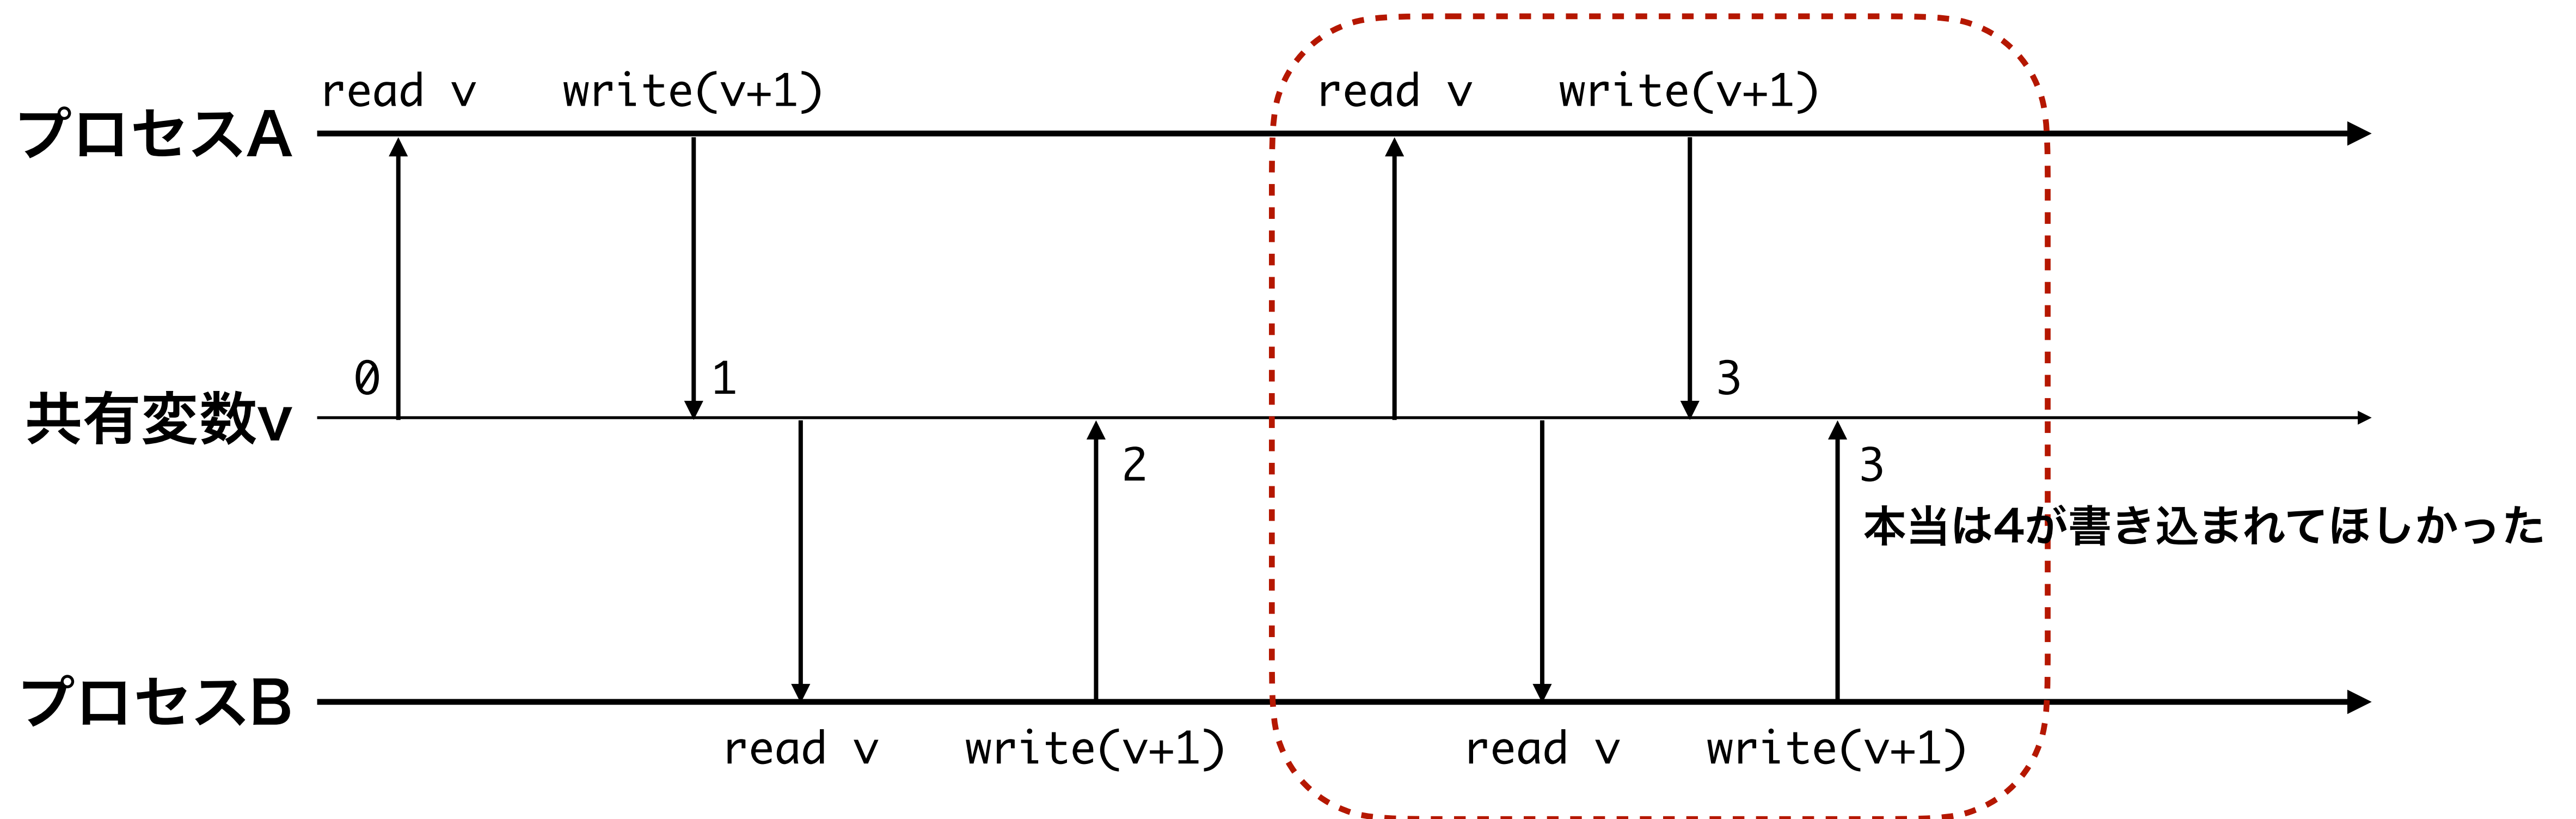 read v write(v+1) read v write(v+1)
プロセスA
0 1 3
共有変数v
2 3
本当は4が書き込まれてほしかった
プロセスB
read v write(v+1) read v write(v+1)